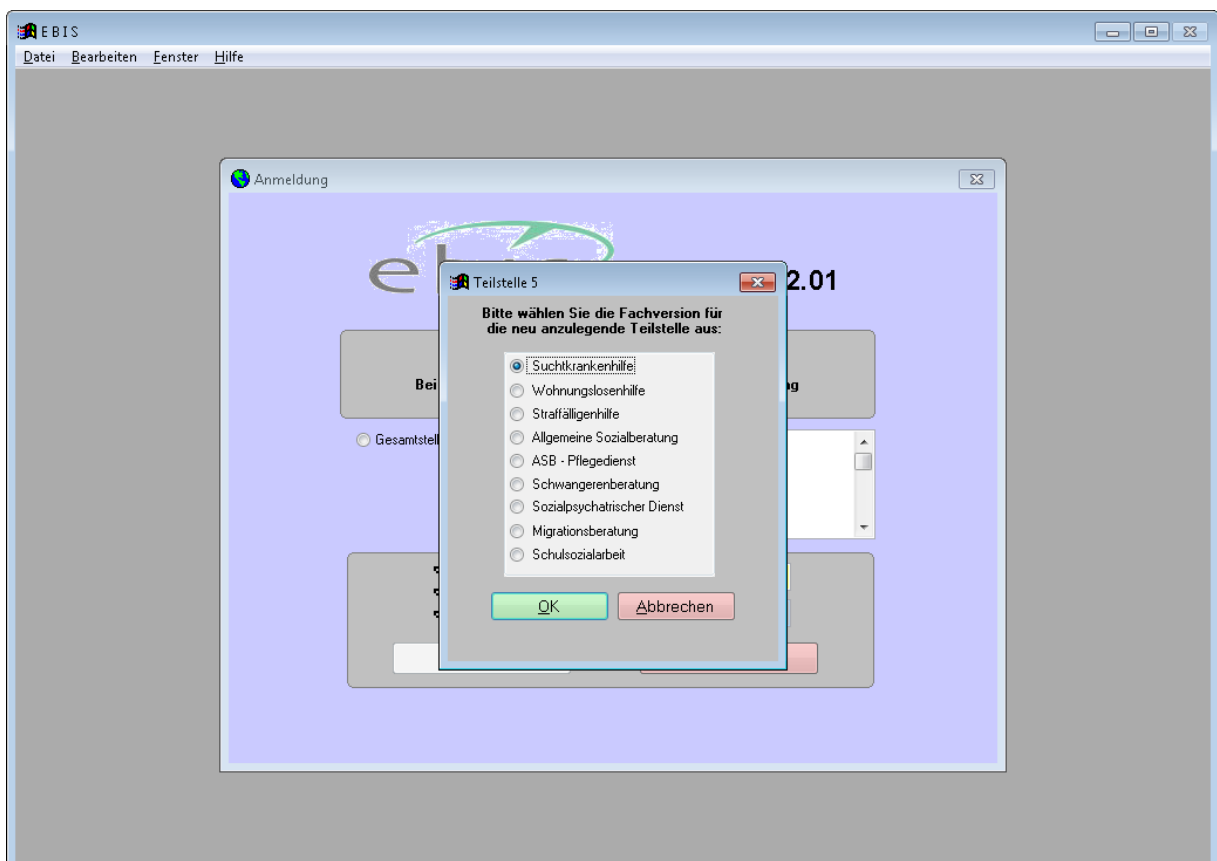 EBIS
Datei Bearbeiten Fenster Hilfe
Anmeldung
2.01
Teilstelle 5
Bitte wählen Sie die Fachversion für
die neu anzulegende Teilstelle aus:
Suchtkrankenhilfe
Wohnungslosenhilfe
Straffälligenhilfe
Allgemeine Sozialberatung
ASB - Pflegedienst
Schwangerenberatung
Sozialpsychatrischer Dienst
Migrationsberatung
Schulsozialarbeit
OK Abbrechen
Bei
Gesamtstell